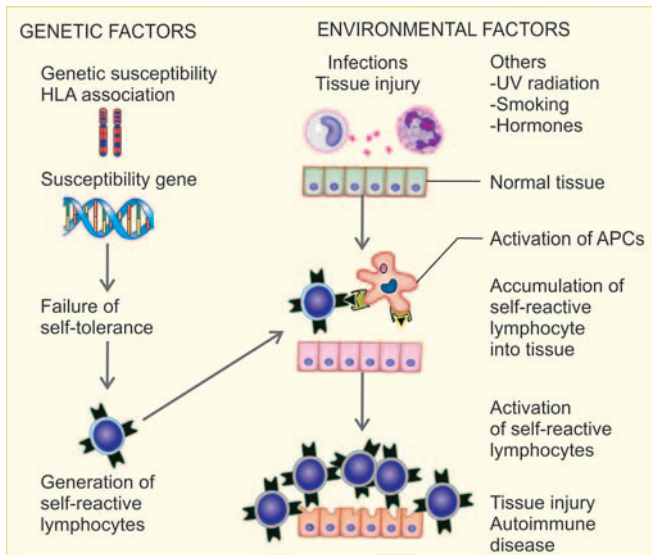 GENETIC FACTORS
Genetic susceptibility
HLA association
Susceptibility gene
Failure of
self-tolerance
Generation of
self-reactive
lymphocytes
ENVIRONMENTAL FACTORS
Infections
Tissue injury
Others
-UV radiation
-Smoking
-Hormones
Normal tissue
Activation of APCs
Accumulation of
self-reactive
lymphocyte
into tissue
Activation
of self-reactive
lymphocytes
Tissue injury
Autoimmune
disease